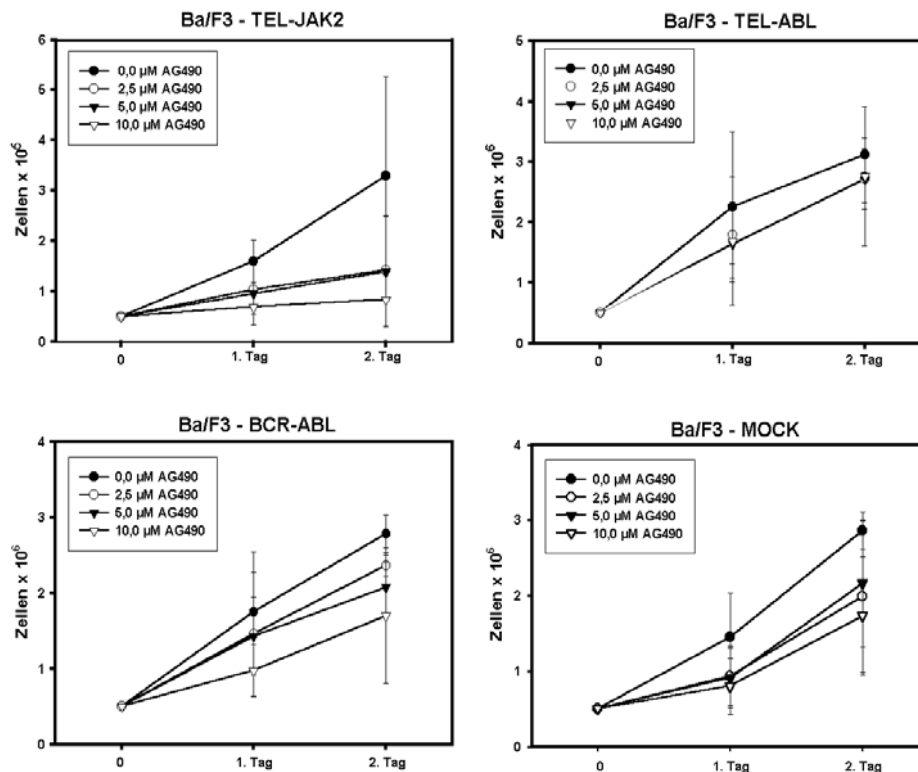 Ba/F3 - TEL-JAK2
6
5
4
3
2
1
0
Zellen x 10⁶
0,0 µM AG490
2,5 µM AG490
5,0 µM AG490
10,0 µM AG490
0
1. Tag
2. Tag
Ba/F3 - TEL-ABL
5
4
3
2
1
0
Zellen x 10⁶
0,0 µM AG490
2,5 µM AG490
5,0 µM AG490
10,0 µM AG490
0
1. Tag
2. Tag
Ba/F3 - BCR-ABL
4
3
2
1
0
Zellen x 10⁶
0,0 µM AG490
2,5 µM AG490
5,0 µM AG490
10,0 µM AG490
0
1. Tag
2. Tag
Ba/F3 - MOCK
4
3
2
1
0
Zellen x 10⁶
0,0 µM AG490
2,5 µM AG490
5,0 µM AG490
10,0 µM AG490
0
1. Tag
2. Tag